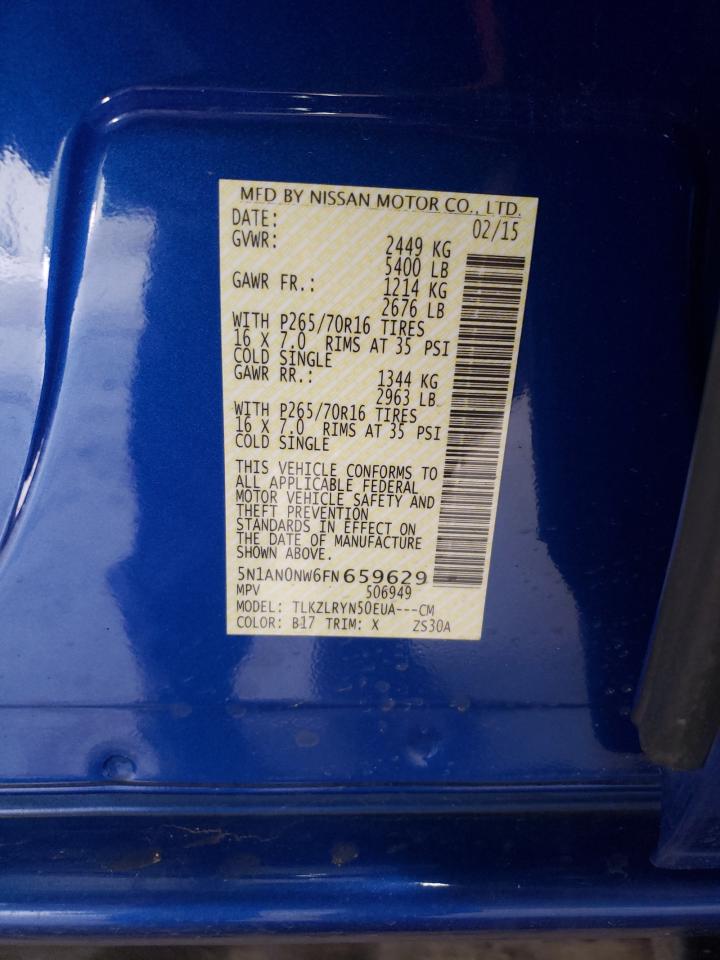 MFD BY NISSAN MOTOR CO., LTD.
DATE: 02/15
GVWR: 2449 KG
5400 LB
GAWR FR.: 1214 KG
2676 LB
WITH P265/70R16 TIRES
16 X 7.0 RIMS AT 35 PSI
COLD SINGLE
GAWR RR.: 1344 KG
2963 LB
WITH P265/70R16 TIRES
16 X 7.0 RIMS AT 35 PSI
COLD SINGLE
THIS VEHICLE CONFORMS TO
ALL APPLICABLE FEDERAL
MOTOR VEHICLE SAFETY AND
THEFT PREVENTION
STANDARDS IN EFFECT ON
THE DATE OF MANUFACTURE
SHOWN ABOVE.
5N1AN0NW6FN659629
MPV 506949
MODEL: TLKZLRYN50EUA---CM
COLOR: B17 TRIM: X ZS30A